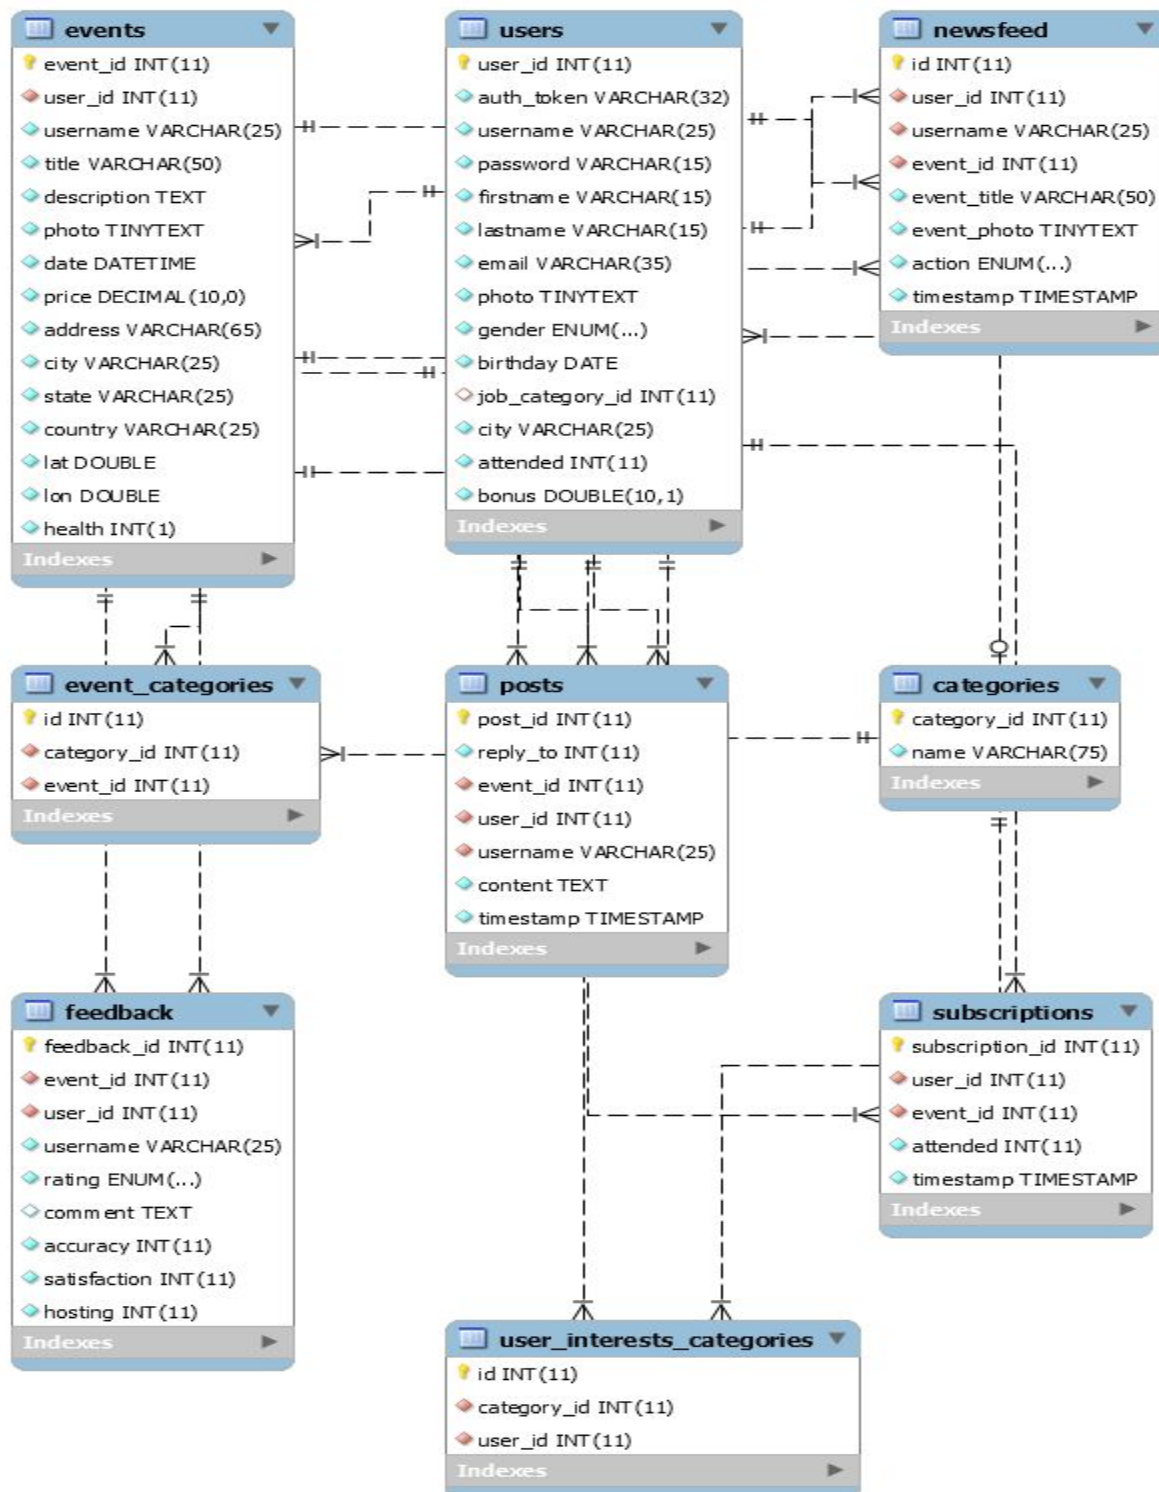 events
event_id INT(11)
user_id INT(11)
username VARCHAR(25)
title VARCHAR(50)
description TEXT
photo TINYTEXT
date DATETIME
price DECIMAL(10,0)
address VARCHAR(65)
city VARCHAR(25)
state VARCHAR(25)
country VARCHAR(25)
lat DOUBLE
lon DOUBLE
health INT(1)
Indexes
users
user_id INT(11)
auth_token VARCHAR(32)
username VARCHAR(25)
password VARCHAR(15)
firstname VARCHAR(15)
lastname VARCHAR(15)
email VARCHAR(35)
photo TINYTEXT
gender ENUM(...)
birthday DATE
job_category_id INT(11)
city VARCHAR(25)
attended INT(11)
bonus DOUBLE(10,1)
Indexes
newsfeed
id INT(11)
user_id INT(11)
username VARCHAR(25)
event_id INT(11)
event_title VARCHAR(50)
event_photo TINYTEXT
action ENUM(...)
timestamp TIMESTAMP
Indexes
event_categories
id INT(11)
category_id INT(11)
event_id INT(11)
Indexes
posts
post_id INT(11)
reply_to INT(11)
event_id INT(11)
user_id INT(11)
username VARCHAR(25)
content TEXT
timestamp TIMESTAMP
Indexes
categories
category_id INT(11)
name VARCHAR(75)
Indexes
feedback
feedback_id INT(11)
event_id INT(11)
user_id INT(11)
username VARCHAR(25)
rating ENUM(...)
comment TEXT
accuracy INT(11)
satisfaction INT(11)
hosting INT(11)
Indexes
subscriptions
subscription_id INT(11)
user_id INT(11)
event_id INT(11)
attended INT(11)
timestamp TIMESTAMP
Indexes
user_interests_categories
id INT(11)
category_id INT(11)
user_id INT(11)
Indexes